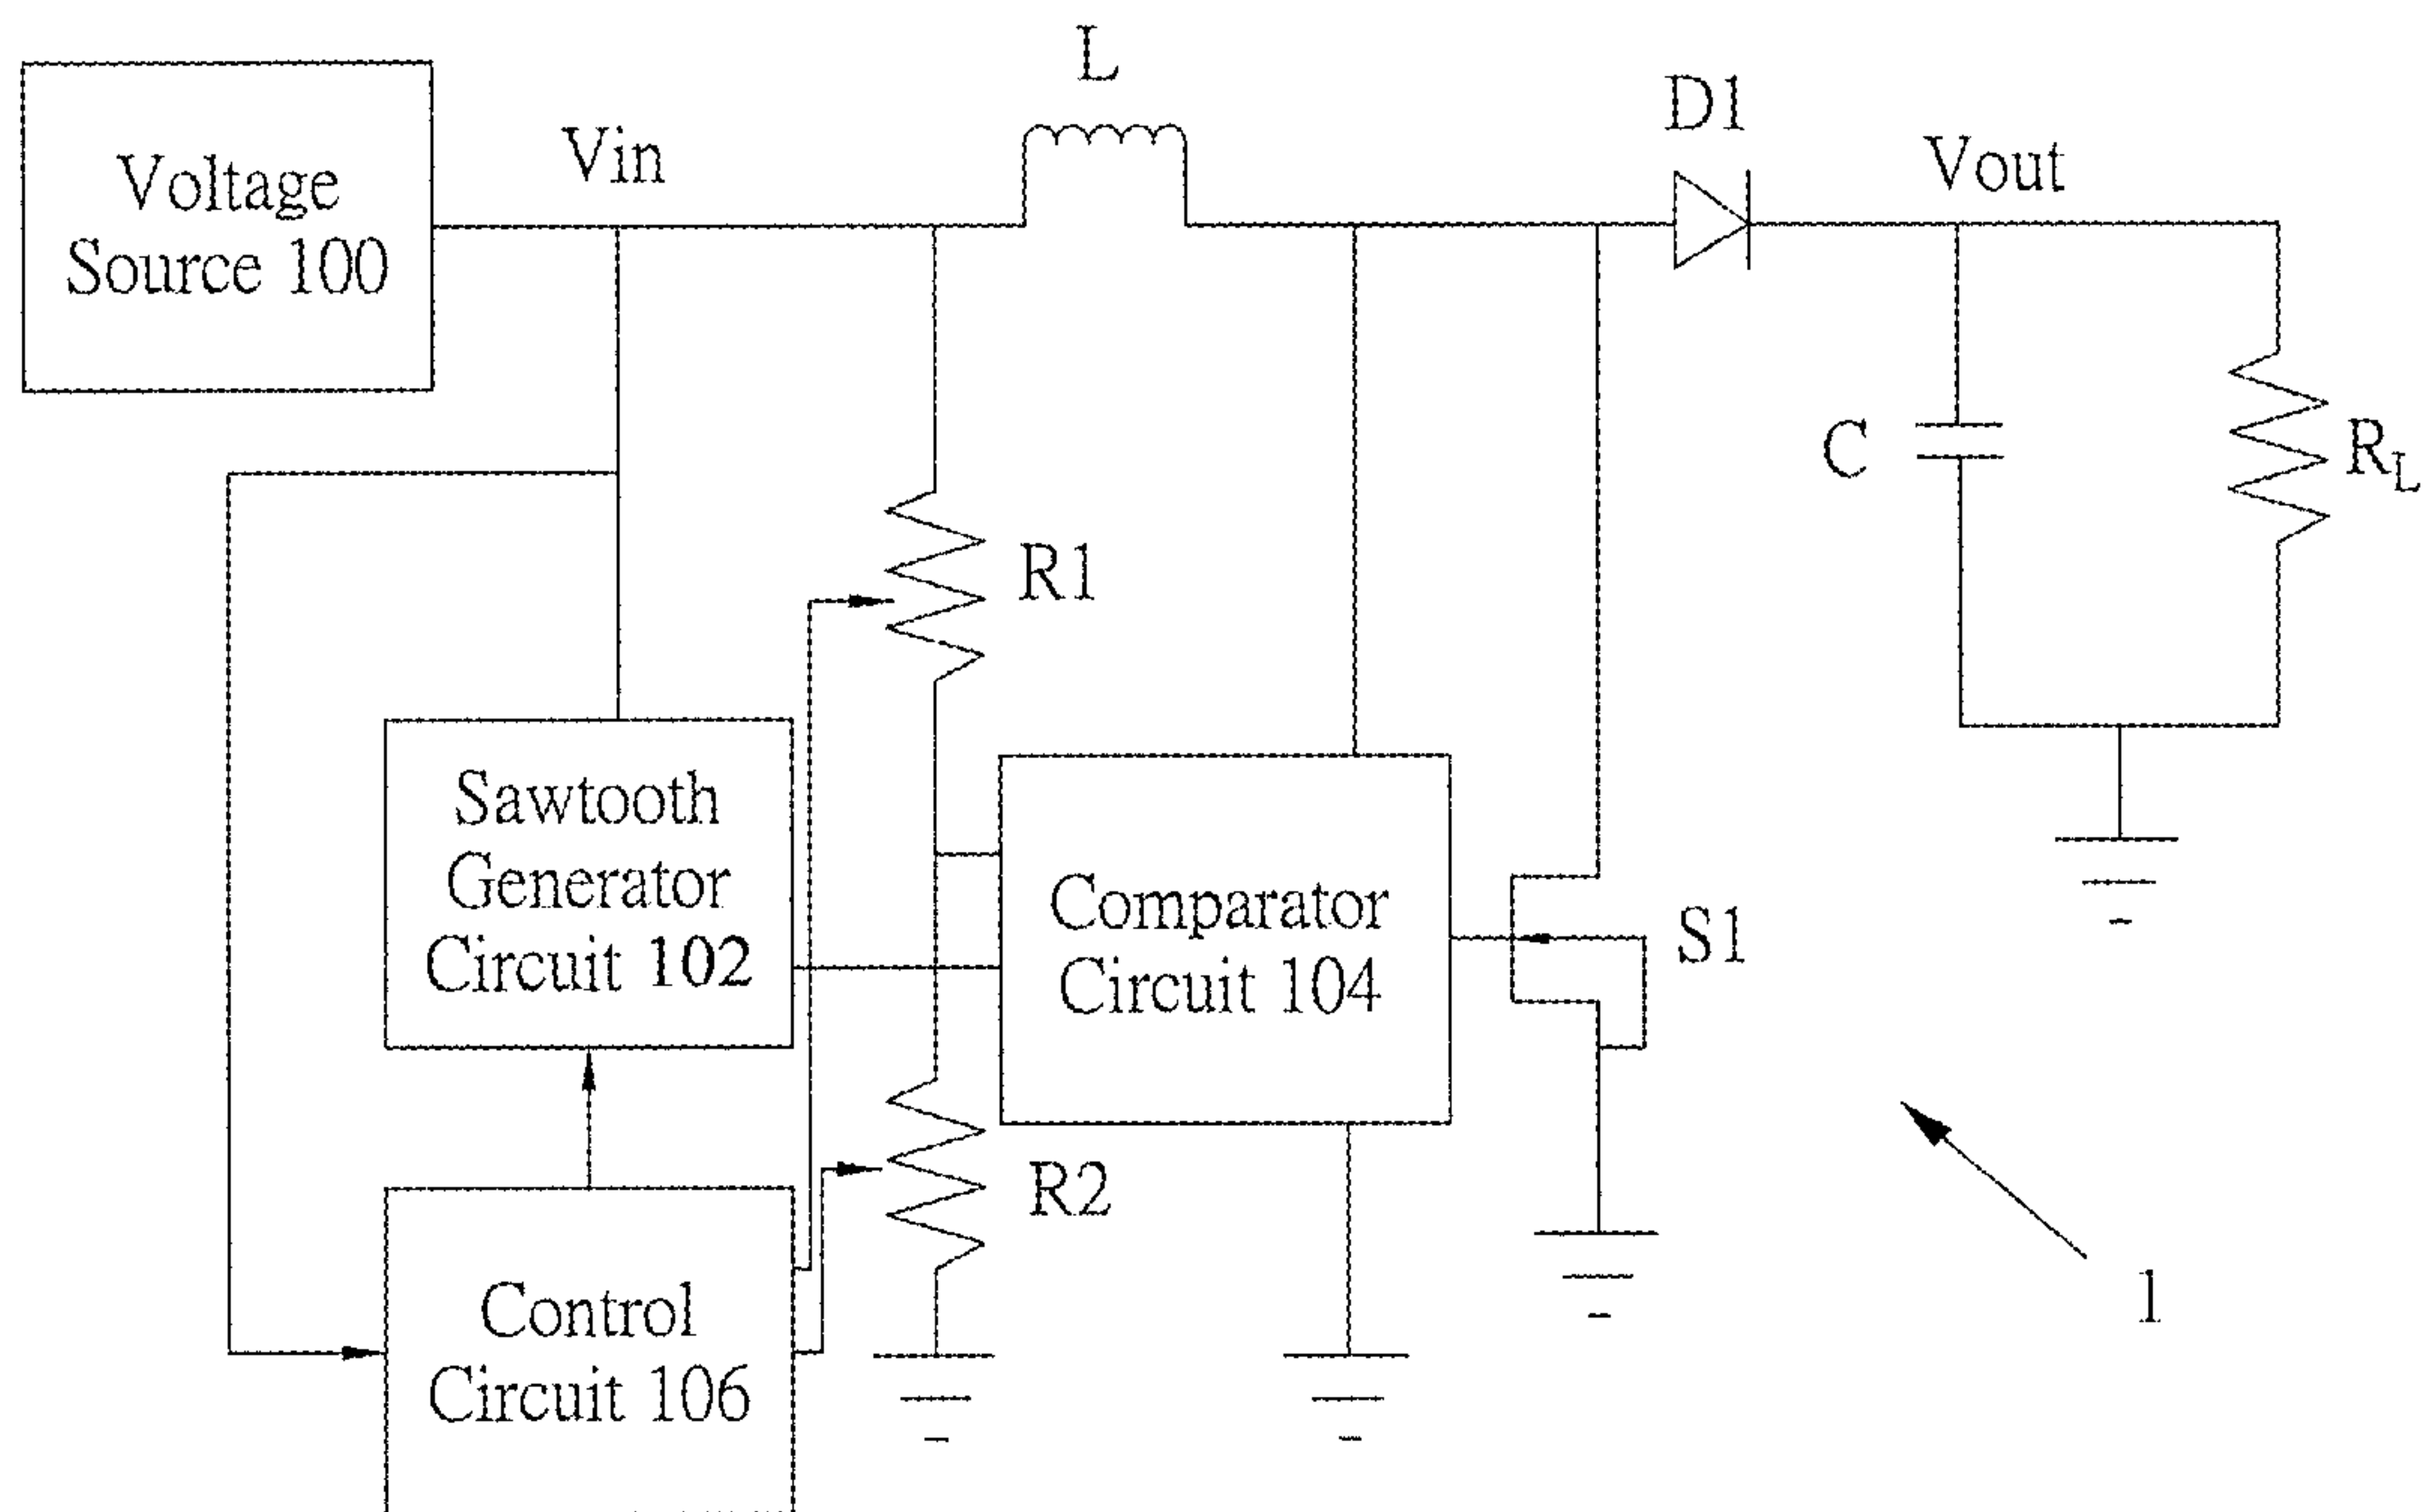 L
D1
Vin
Vout
Voltage
Source 100
C
R_L
R1
Sawtooth
Generator
Circuit 102
Comparator
Circuit 104
S1
R2
Control
Circuit 106
1